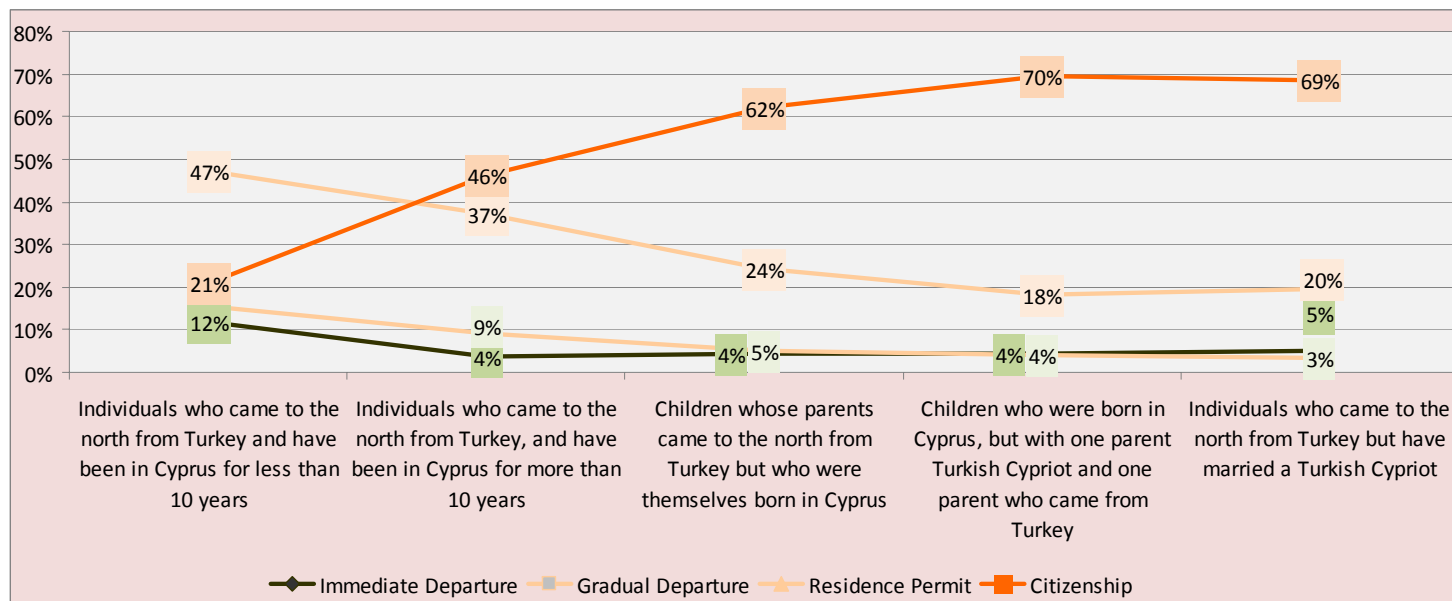 80%
70%
60%
50%
40%
30%
20%
10%
0%
47%
21%
12%
46%
37%
9%
4%
62%
24%
4%
5%
70%
18%
4%
4%
69%
20%
5%
3%
Individuals who came to the
north from Turkey and have
been in Cyprus for less than
10 years
Individuals who came to the
north from Turkey, and have
been in Cyprus for more than
10 years
Children whose parents
came to the north from
Turkey but who were
themselves born in Cyprus
Children who were born in
Cyprus, but with one parent
Turkish Cypriot and one
parent who came from
Turkey
Individuals who came to the
north from Turkey but have
married a Turkish Cypriot
Immediate Departure
Gradual Departure
Residence Permit
Citizenship